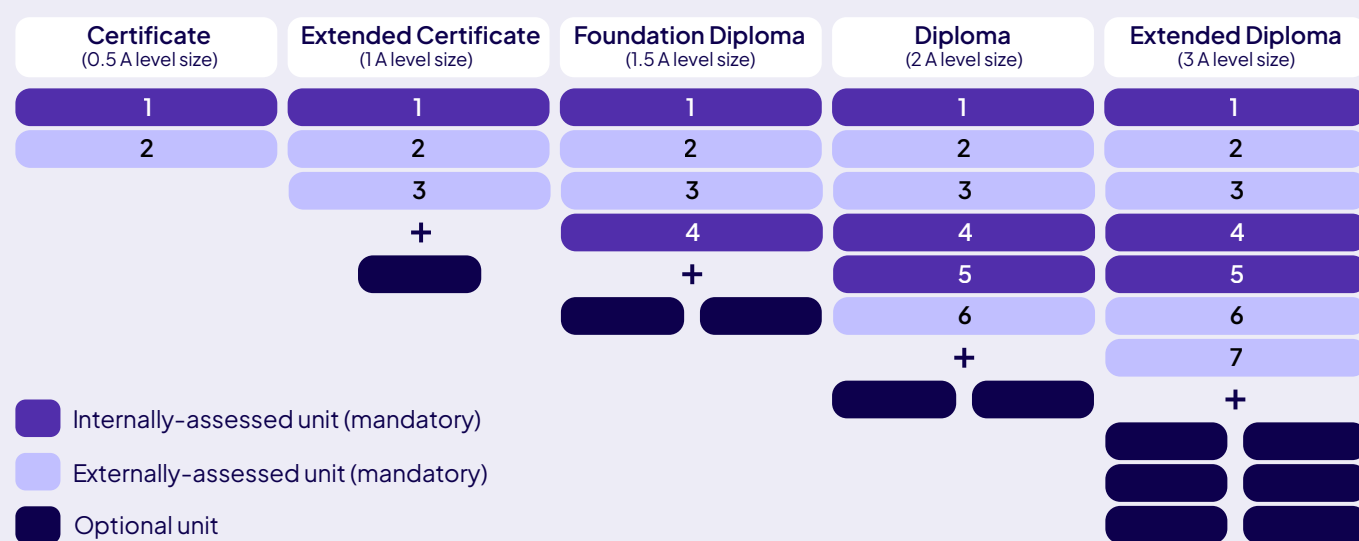 Certificate
(0.5 A level size)
Extended Certificate
(1 A level size)
Foundation Diploma
(1.5 A level size)
Diploma
(2 A level size)
Extended Diploma
(3 A level size)
1 1 1 1 1
2 2 2 2 2
3 3 3 3
+ 4 4 4
+ 5 5
6 6
+ 7
+
Internally-assessed unit (mandatory)
Externally-assessed unit (mandatory)
Optional unit